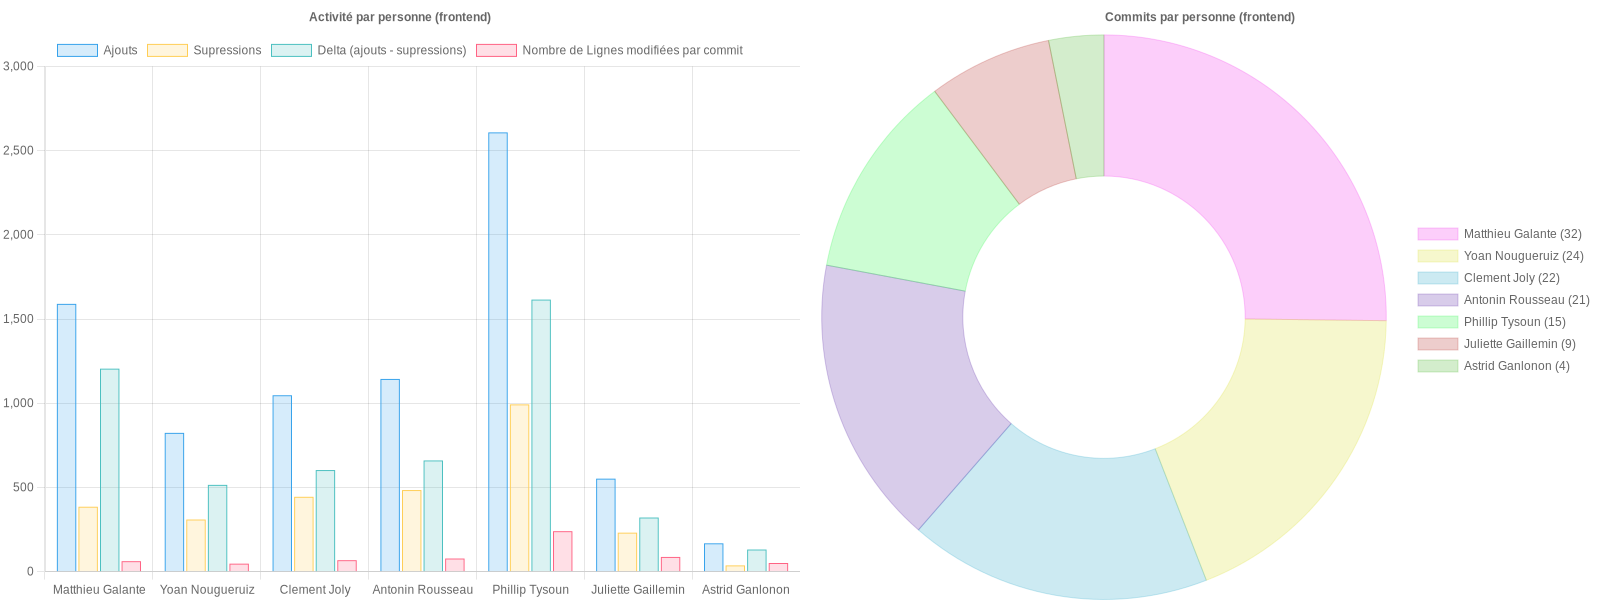 Activité par personne (frontend)
Ajouts
Supressions
Delta (ajouts - supressions)
Nombre de Lignes modifiées par commit
3,000
2,500
2,000
1,500
1,000
500
0
Matthieu Galante
Yoan Nougueruiz
Clement Joly
Antonin Rousseau
Phillip Tysoun
Juliette Gaillemin
Astrid Ganlonon
Commits par personne (frontend)
Matthieu Galante (32)
Yoan Nougueruiz (24)
Clement Joly (22)
Antonin Rousseau (21)
Phillip Tysoun (15)
Juliette Gaillemin (9)
Astrid Ganlonon (4)